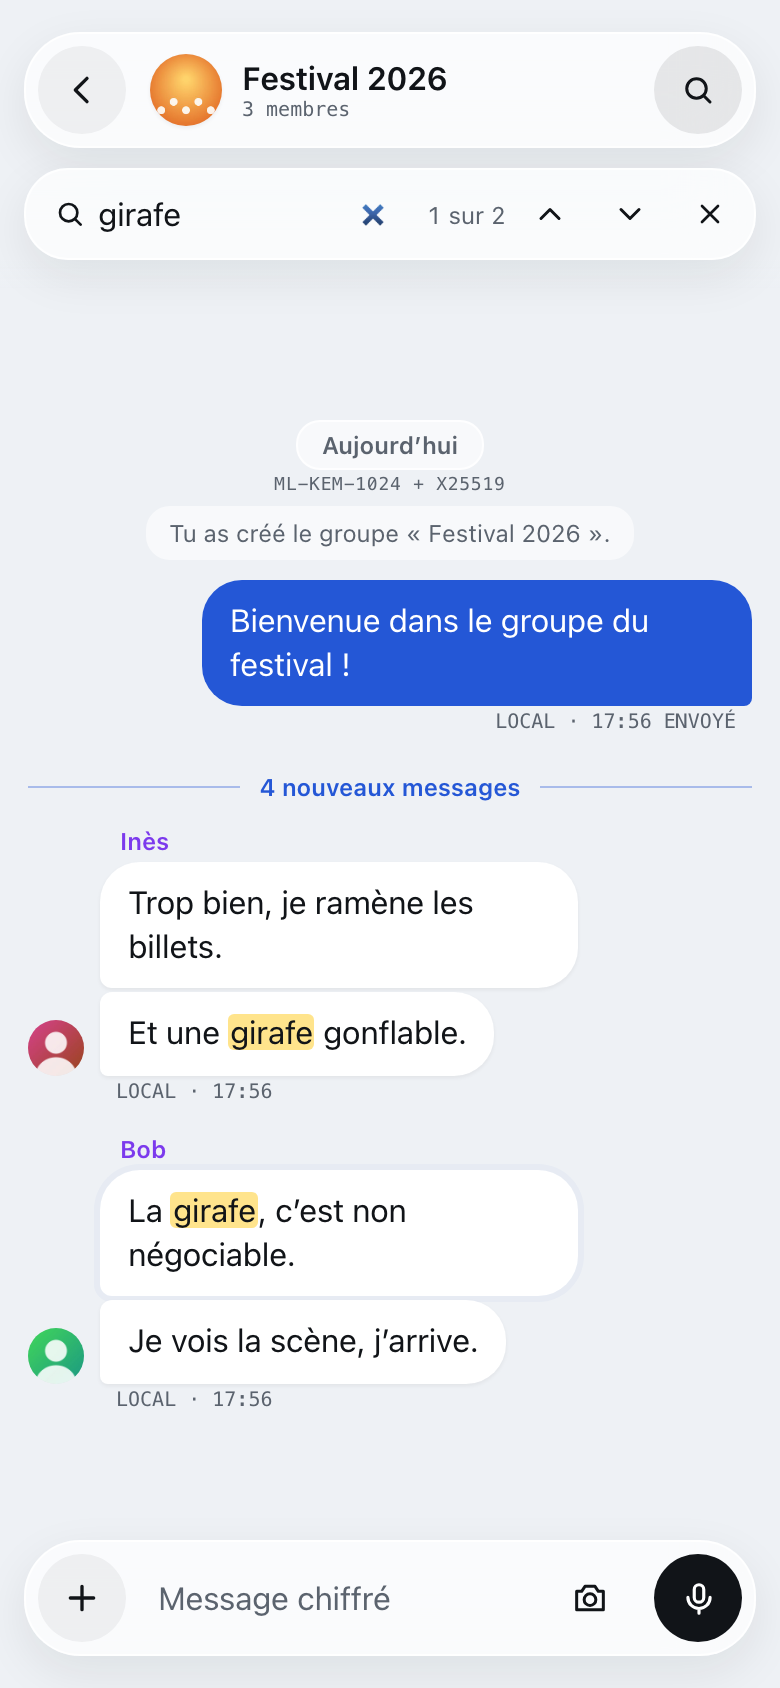 Festival 2026
3 membres
girafe
1 sur 2
Aujourd’hui
ML-KEM-1024 + X25519
Tu as créé le groupe « Festival 2026 ».
Bienvenue dans le groupe du
festival !
LOCAL · 17:56 ENVOYÉ
4 nouveaux messages
Inès
Trop bien, je ramène les
billets.
Et une girafe gonflable.
LOCAL · 17:56
Bob
La girafe, c’est non
négociable.
Je vois la scène, j’arrive.
LOCAL · 17:56
Message chiffré